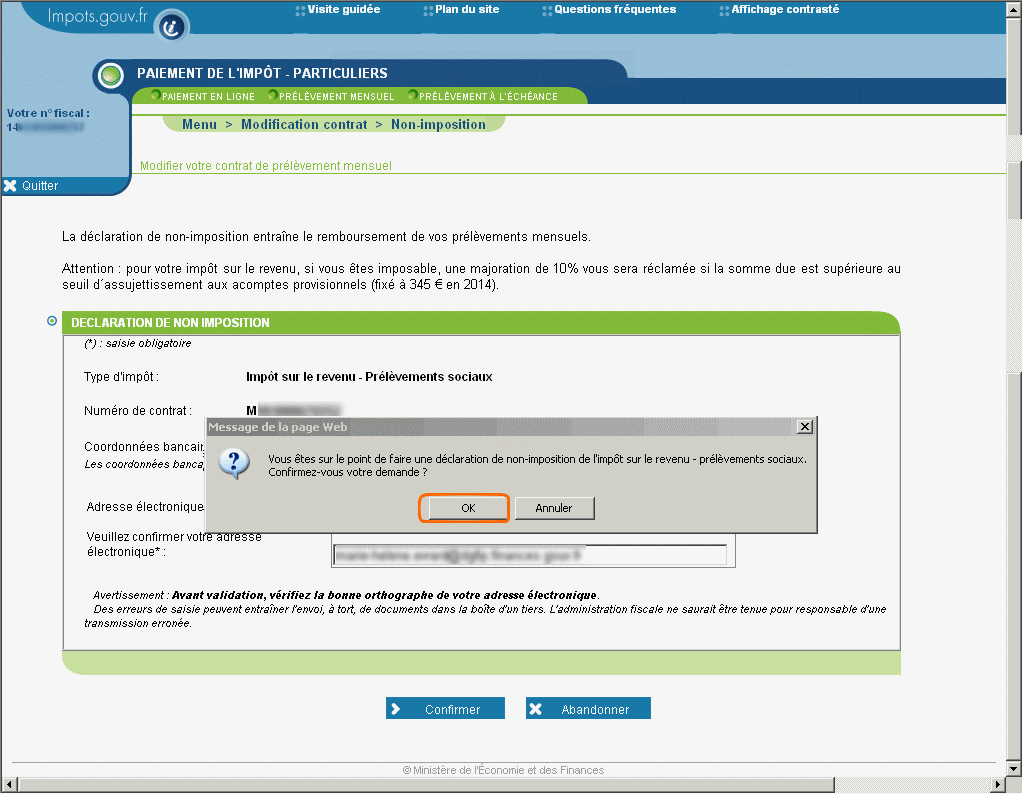 Impots.gouv.fr
Visite guidée
Plan du site
Questions fréquentes
Affichage contrasté
PAIEMENT DE L'IMPÔT - PARTICULIERS
PAIEMENT EN LIGNE
PRÉLÈVEMENT MENSUEL
PRÉLÈVEMENT À L'ÉCHÉANCE
Votre n° fiscal :
14
Menu > Modification contrat > Non-imposition
Modifier votre contrat de prélèvement mensuel
Quitter
La déclaration de non-imposition entraîne le remboursement de vos prélèvements mensuels.
Attention : pour votre impôt sur le revenu, si vous êtes imposable, une majoration de 10% vous sera réclamée si la somme due est supérieure au
seuil d´assujettissement aux acomptes provisionnels (fixé à 345 € en 2014).
DECLARATION DE NON IMPOSITION
(*) : saisie obligatoire
Type d'impôt : Impôt sur le revenu - Prélèvements sociaux
Numéro de contrat : M
Message de la page Web
Coordonnées bancair
Les coordonnées banca
Vous êtes sur le point de faire une déclaration de non-imposition de l'impôt sur le revenu - prélèvements sociaux.
Confirmez-vous votre demande ?
OK
Annuler
Adresse électronique
Veuillez confirmer votre adresse
électronique* :
Avertissement : Avant validation, vérifiez la bonne orthographe de votre adresse électronique.
Des erreurs de saisie peuvent entraîner l'envoi, à tort, de documents dans la boîte d'un tiers. L'administration fiscale ne saurait être tenue pour responsable d'une
transmission erronée.
Confirmer
Abandonner
© Ministère de l'Économie et des Finances